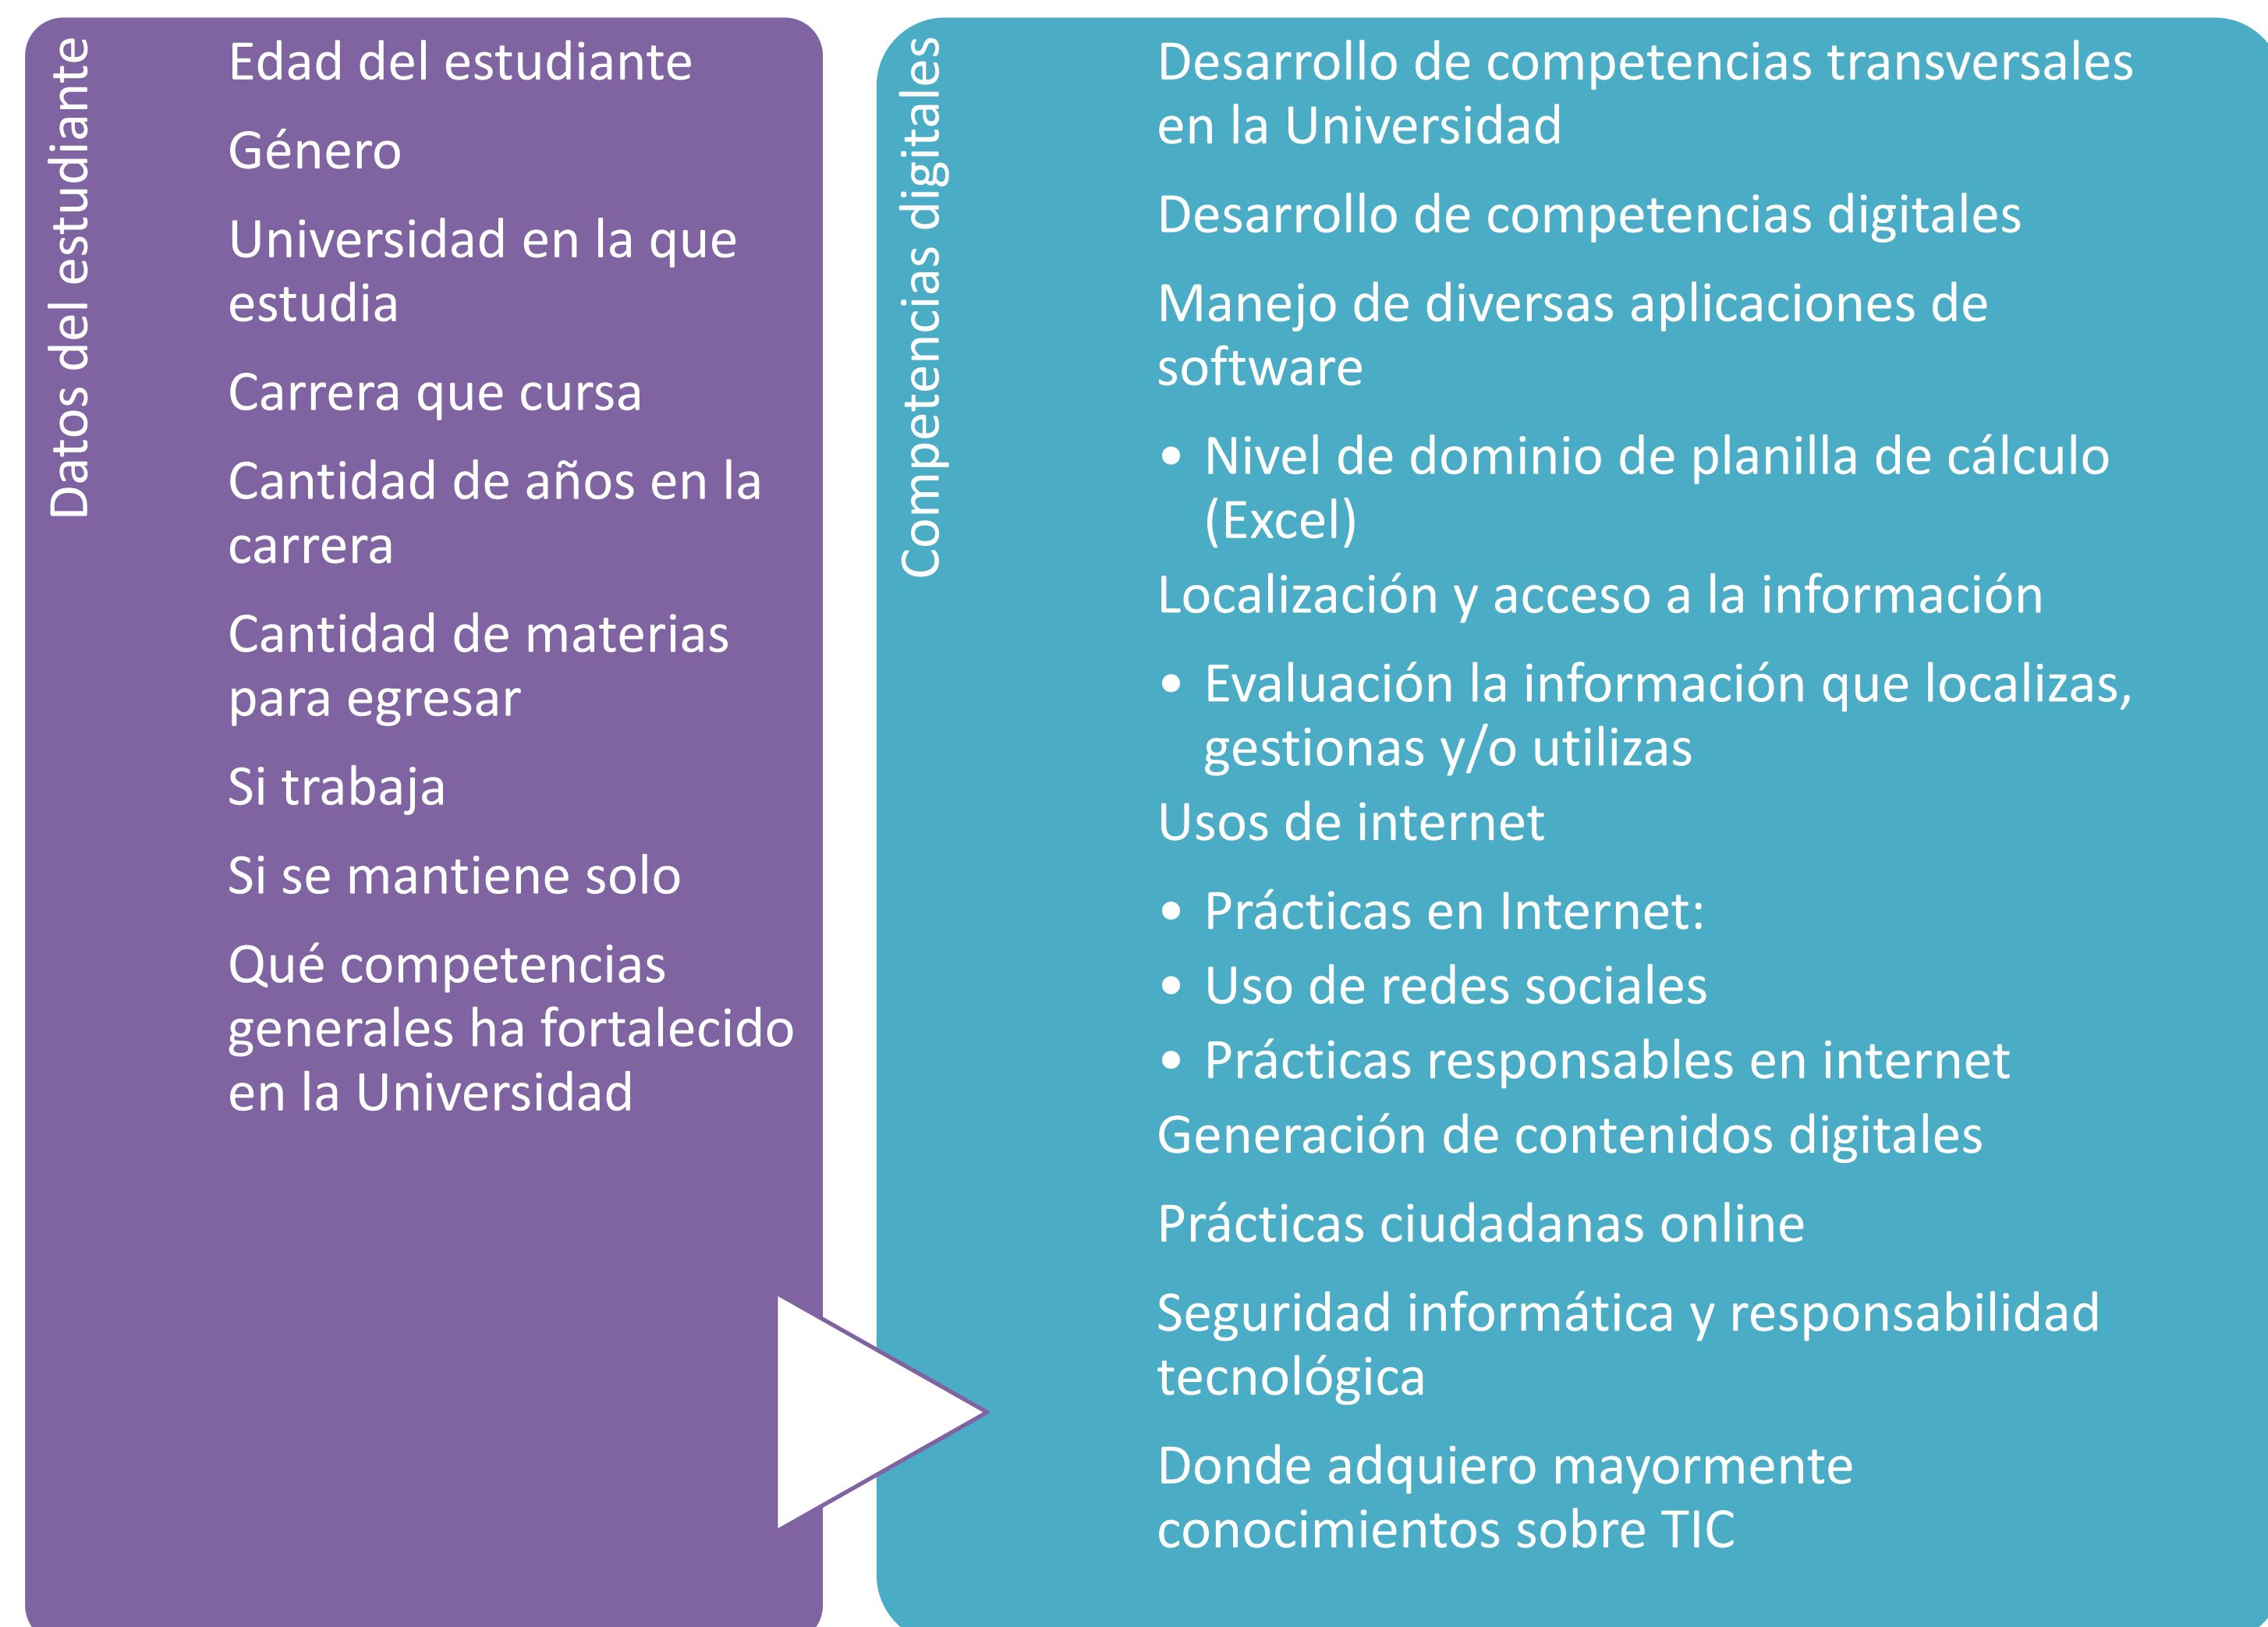 Datos del estudiante
Edad del estudiante
Género
Universidad en la que
estudia
Carrera que cursa
Cantidad de años en la
carrera
Cantidad de materias
para egresar
Si trabaja
Si se mantiene solo
Qué competencias
generales ha fortalecido
en la Universidad
Competencias digitales
Desarrollo de competencias transversales
en la Universidad
Desarrollo de competencias digitales
Manejo de diversas aplicaciones de
software
• Nivel de dominio de planilla de cálculo
(Excel)
Localización y acceso a la información
• Evaluación la información que localizas,
gestionas y/o utilizas
Usos de internet
• Prácticas en Internet:
• Uso de redes sociales
• Prácticas responsables en internet
Generación de contenidos digitales
Prácticas ciudadanas online
Seguridad informática y responsabilidad
tecnológica
Donde adquiero mayormente
conocimientos sobre TIC